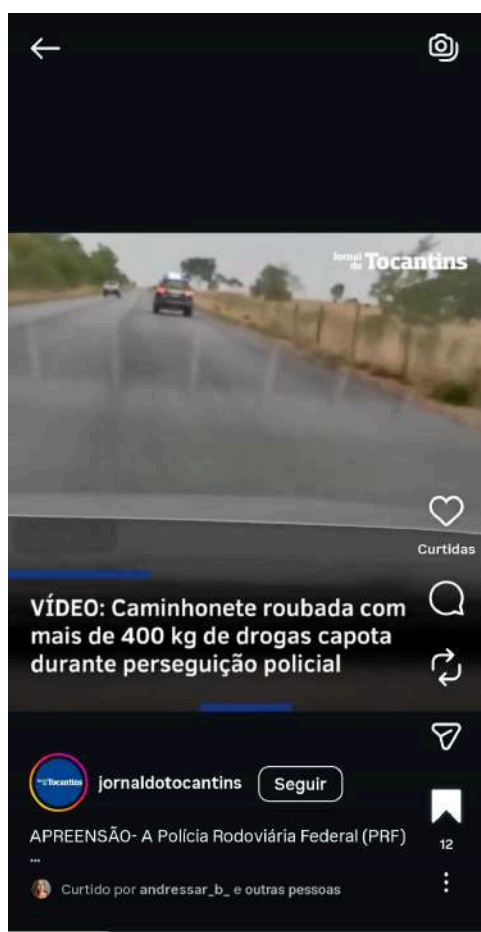 Jornal do Tocantins
Curtidas
VÍDEO: Caminhonete roubada com
mais de 400 kg de drogas capota
durante perseguição policial
Tocantins
jornaldotocantins
Seguir
APREENSÃO- A Polícia Rodoviária Federal (PRF)
...
12
Curtido por andressar_b_ e outras pessoas